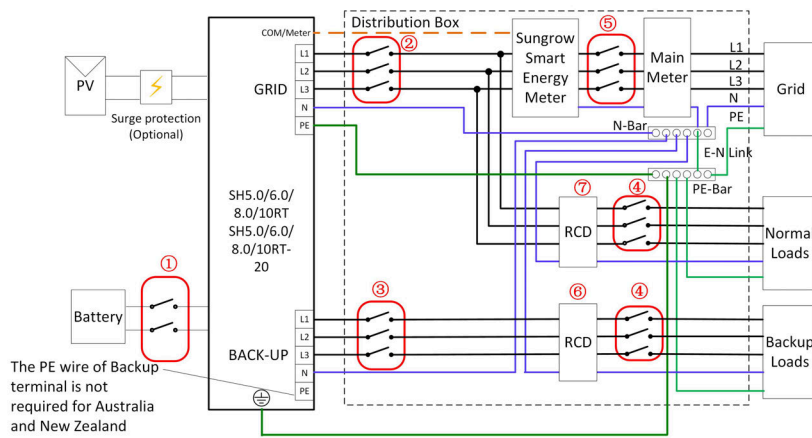 COM/Meter
Distribution Box
②
⑤
L1
L2
L3
N
PE
GRID
Sungrow
Smart
Energy
Meter
Main
Meter
L1
L2
L3
N
PE
Grid
PV
Surge protection
(Optional)
N-Bar
E-N Link
PE-Bar
SH5.0/6.0/
8.0/10RT
SH5.0/6.0/
8.0/10RT-
20
⑦
④
RCD
Normal
Loads
①
Battery
③
⑥
④
L1
L2
L3
N
PE
BACK-UP
RCD
Backup
Loads
The PE wire of Backup
terminal is not
required for Australia
and New Zealand